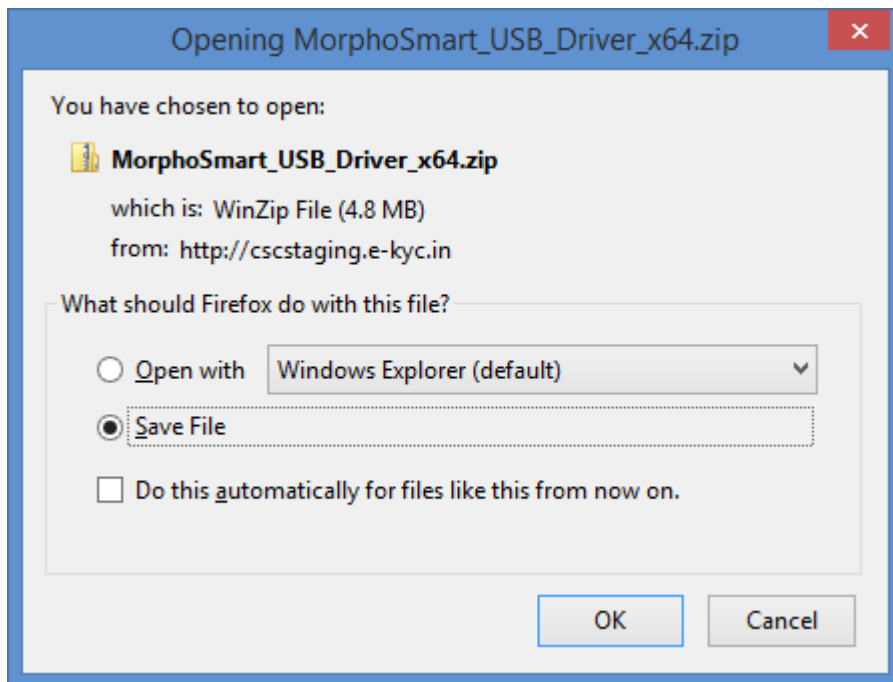 Opening MorphoSmart_USB_Driver_x64.zip
You have chosen to open:
MorphoSmart_USB_Driver_x64.zip
which is: WinZip File (4.8 MB)
from: http://cscstaging.e-kyc.in
What should Firefox do with this file?
Open with Windows Explorer (default)
Save File
Do this automatically for files like this from now on.
OK Cancel